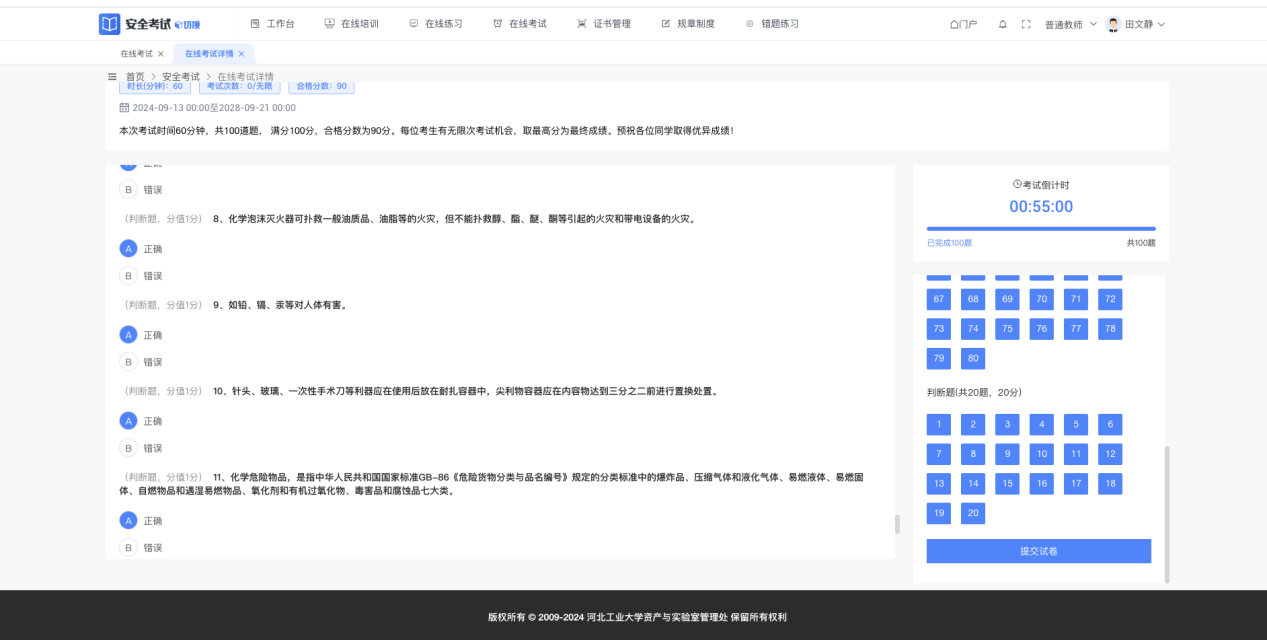 安全考试 切换 工作台 在线培训 在线练习 在线考试 证书管理 规章制度 错题练习 门户 普通教师 田文静
在线考试 × 在线考试详情 ×
首页 > 安全考试 > 在线考试详情
时长(分钟): 60 考试次数: 0/无限 合格分数: 90
2024-09-13 00:00至2028-09-21 00:00
本次考试时间60分钟，共100道题， 满分100分，合格分数为90分。每位考生有无限次考试机会，取最高分为最终成绩。预祝各位同学取得优异成绩!
B 错误
(判断题，分值1分) 8、化学泡沫灭火器可扑救一般油质品、油脂等的火灾，但不能扑救醇、酯、醚、酮等引起的火灾和带电设备的火灾。
A 正确
B 错误
(判断题，分值1分) 9、如铅、镉、汞等对人体有害。
A 正确
B 错误
(判断题，分值1分) 10、针头、玻璃、一次性手术刀等利器应在使用后放在耐扎容器中，尖利物容器应在内容物达到三分之二前进行置换处置。
A 正确
B 错误
(判断题，分值1分) 11、化学危险物品，是指中华人民共和国国家标准GB-86《危险货物分类与品名编号》规定的分类标准中的爆炸品、压缩气体和液化气体、易燃液体、易燃固
体、自燃物品和遇湿易燃物品、氧化剂和有机过氧化物、毒害品和腐蚀品七大类。
A 正确
B 错误
考试倒计时
00:55:00
已完成100题 共100题
67 68 69 70 71 72
73 74 75 76 77 78
79 80
判断题(共20题，20分)
1 2 3 4 5 6
7 8 9 10 11 12
13 14 15 16 17 18
19 20
提交试卷
版权所有 © 2009-2024 河北工业大学资产与实验室管理处 保留所有权利